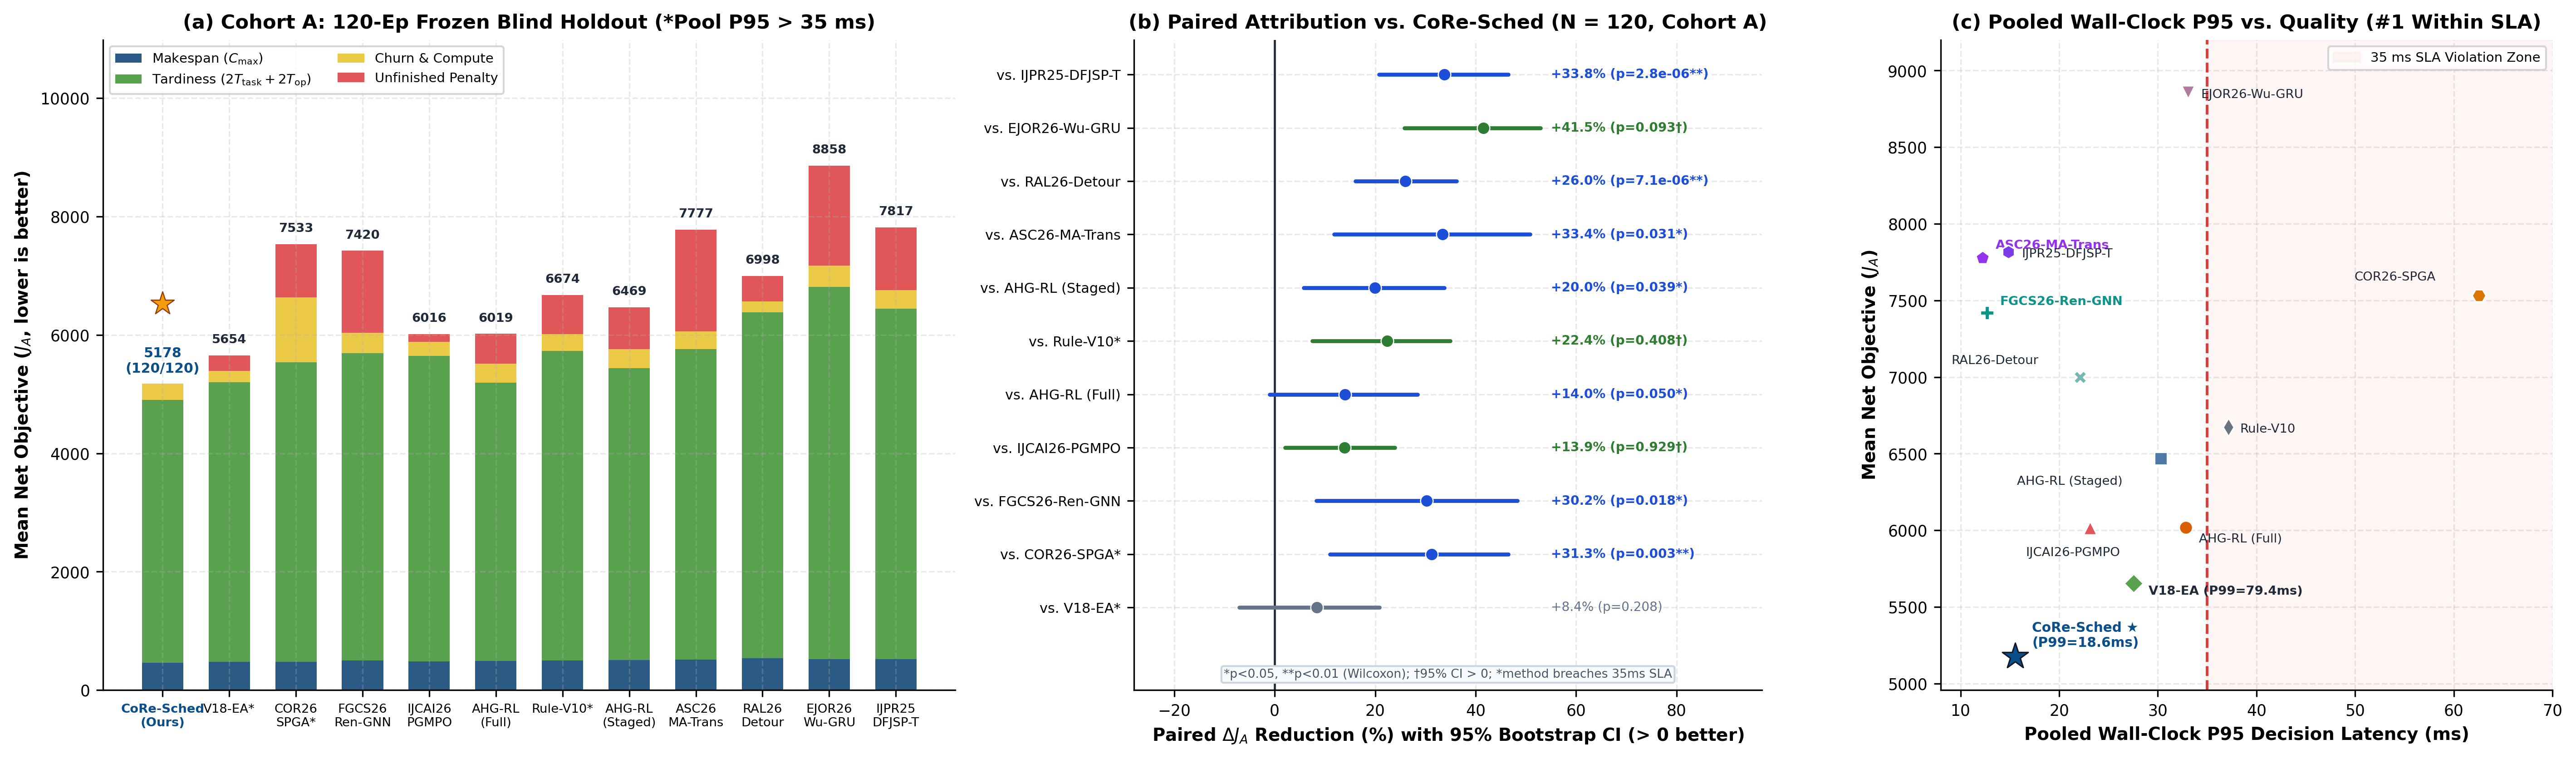 (a) Cohort A: 120-Ep Frozen Blind Holdout (*Pool P95 > 35 ms)
Mean Net Objective (J_A, lower is better)
Makespan (C_max)
Tardiness (2T_task + 2T_op)
Churn & Compute
Unfinished Penalty
10000
8000
6000
4000
2000
0
5178
(120/120)
5654
7533
7420
6016
6019
6674
6469
7777
6998
8858
7817
CoRe-Sched
(Ours)
V18-EA*
COR26
SPGA*
FGCS26
Ren-GNN
IJCAI26
PGMPO
AHG-RL
(Full)
Rule-V10*
AHG-RL
(Staged)
ASC26
MA-Trans
RAL26
Detour
EJOR26
Wu-GRU
IJPR25
DFJSP-T
(b) Paired Attribution vs. CoRe-Sched (N = 120, Cohort A)
vs. IJPR25-DFJSP-T
+33.8% (p=2.8e-06**)
vs. EJOR26-Wu-GRU
+41.5% (p=0.093†)
vs. RAL26-Detour
+26.0% (p=7.1e-06**)
vs. ASC26-MA-Trans
+33.4% (p=0.031*)
vs. AHG-RL (Staged)
+20.0% (p=0.039*)
vs. Rule-V10*
+22.4% (p=0.408†)
vs. AHG-RL (Full)
+14.0% (p=0.050*)
vs. IJCAI26-PGMPO
+13.9% (p=0.929†)
vs. FGCS26-Ren-GNN
+30.2% (p=0.018*)
vs. COR26-SPGA*
+31.3% (p=0.003**)
vs. V18-EA*
+8.4% (p=0.208)
*p<0.05, **p<0.01 (Wilcoxon); †95% CI > 0; *method breaches 35ms SLA
−20
0
20
40
60
80
Paired ΔJ_A Reduction (%) with 95% Bootstrap CI (> 0 better)
(c) Pooled Wall-Clock P95 vs. Quality (#1 Within SLA)
35 ms SLA Violation Zone
Mean Net Objective (J_A)
9000
8500
8000
7500
7000
6500
6000
5500
5000
EJOR26-Wu-GRU
ASC26-MA-Trans
IJPR25-DFJSP-T
COR26-SPGA
FGCS26-Ren-GNN
RAL26-Detour
Rule-V10
AHG-RL (Staged)
AHG-RL (Full)
IJCAI26-PGMPO
V18-EA (P99=79.4ms)
CoRe-Sched ★
(P99=18.6ms)
10
20
30
40
50
60
70
Pooled Wall-Clock P95 Decision Latency (ms)